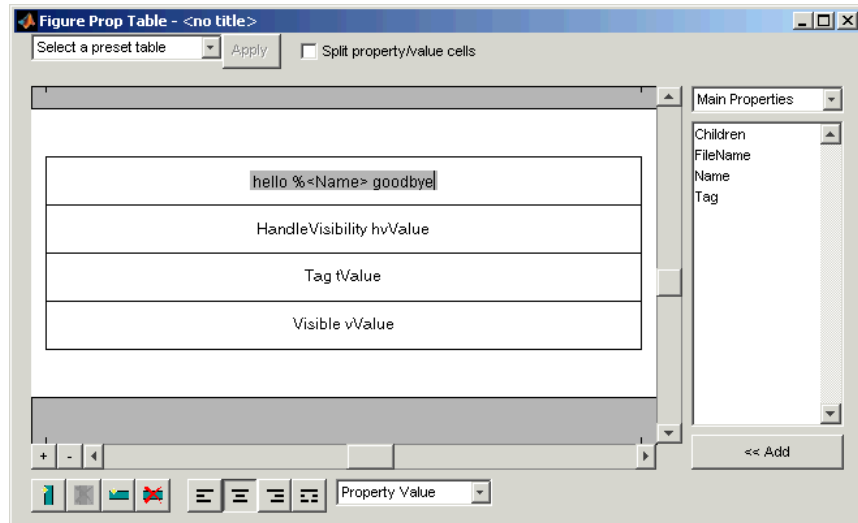 Figure Prop Table - <no title>
Select a preset table
Apply
Split property/value cells
Main Properties
Children
FileName
Name
Tag
hello %<Name> goodbye
HandleVisibility hvValue
Tag tValue
Visible vValue
+ -
<< Add
Property Value